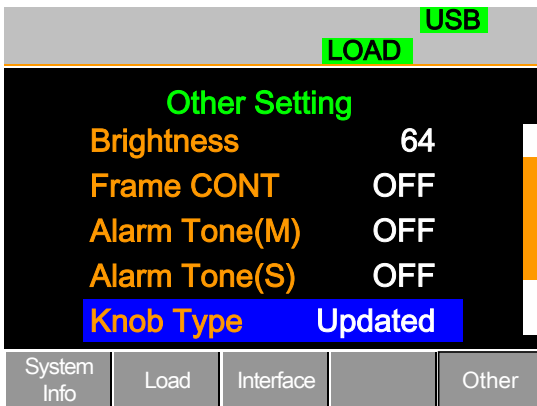 USB
LOAD
Other Setting
Brightness 64
Frame CONT OFF
Alarm Tone(M) OFF
Alarm Tone(S) OFF
Knob Type Updated
System Info Load Interface Other